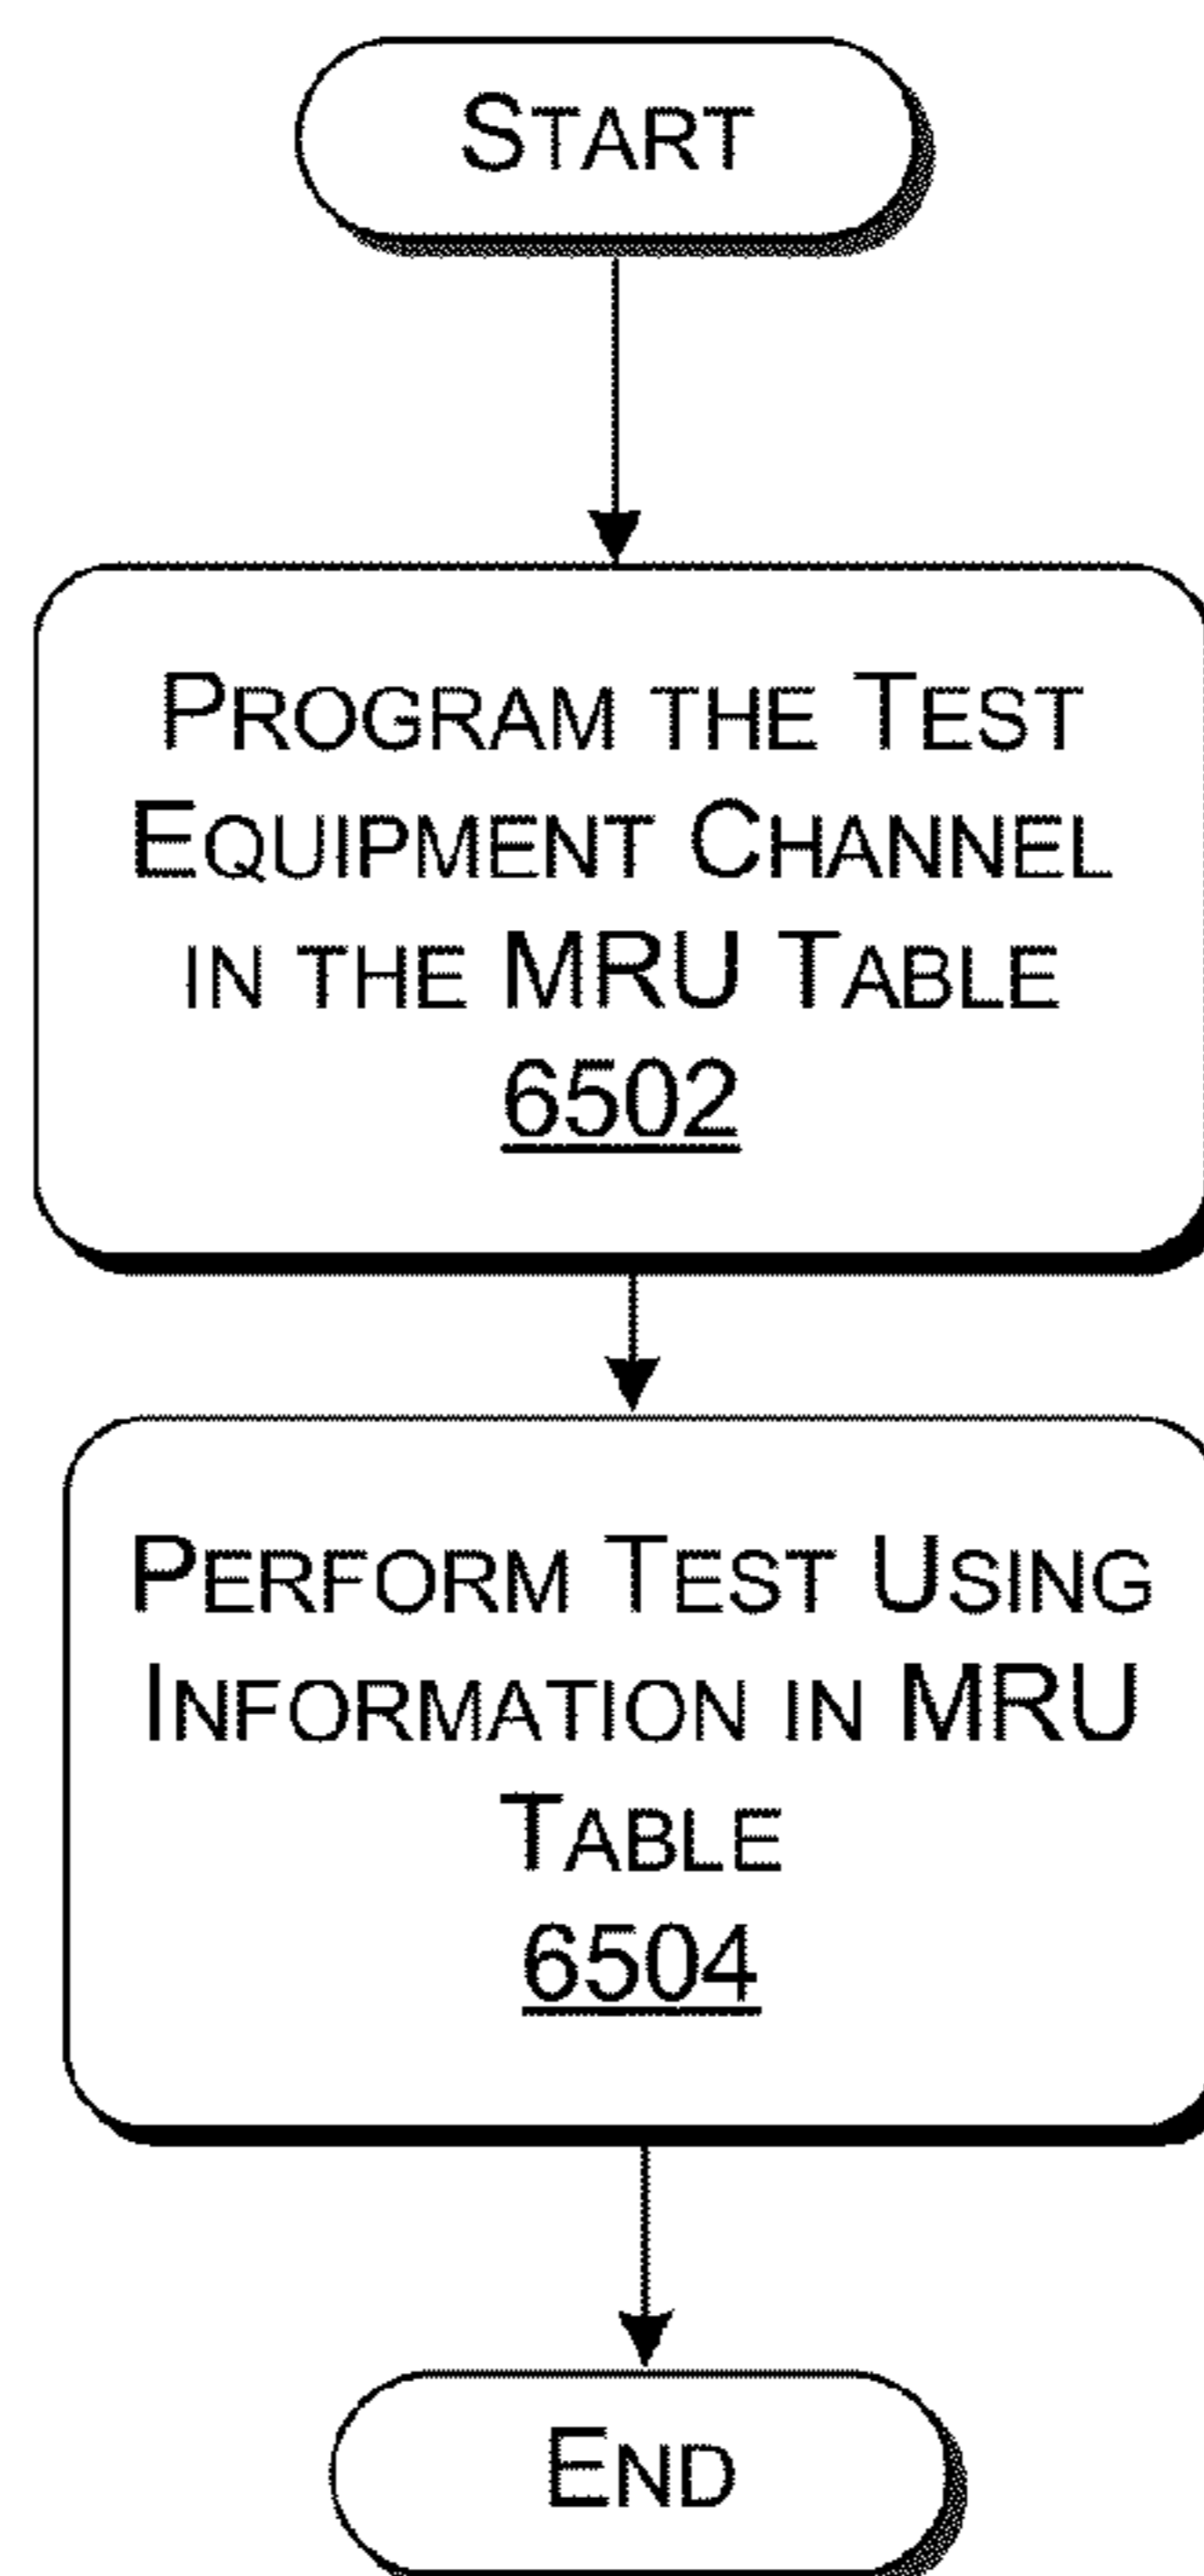 START
PROGRAM THE TEST
EQUIPMENT CHANNEL
IN THE MRU TABLE
6502
PERFORM TEST USING
INFORMATION IN MRU
TABLE
6504
END